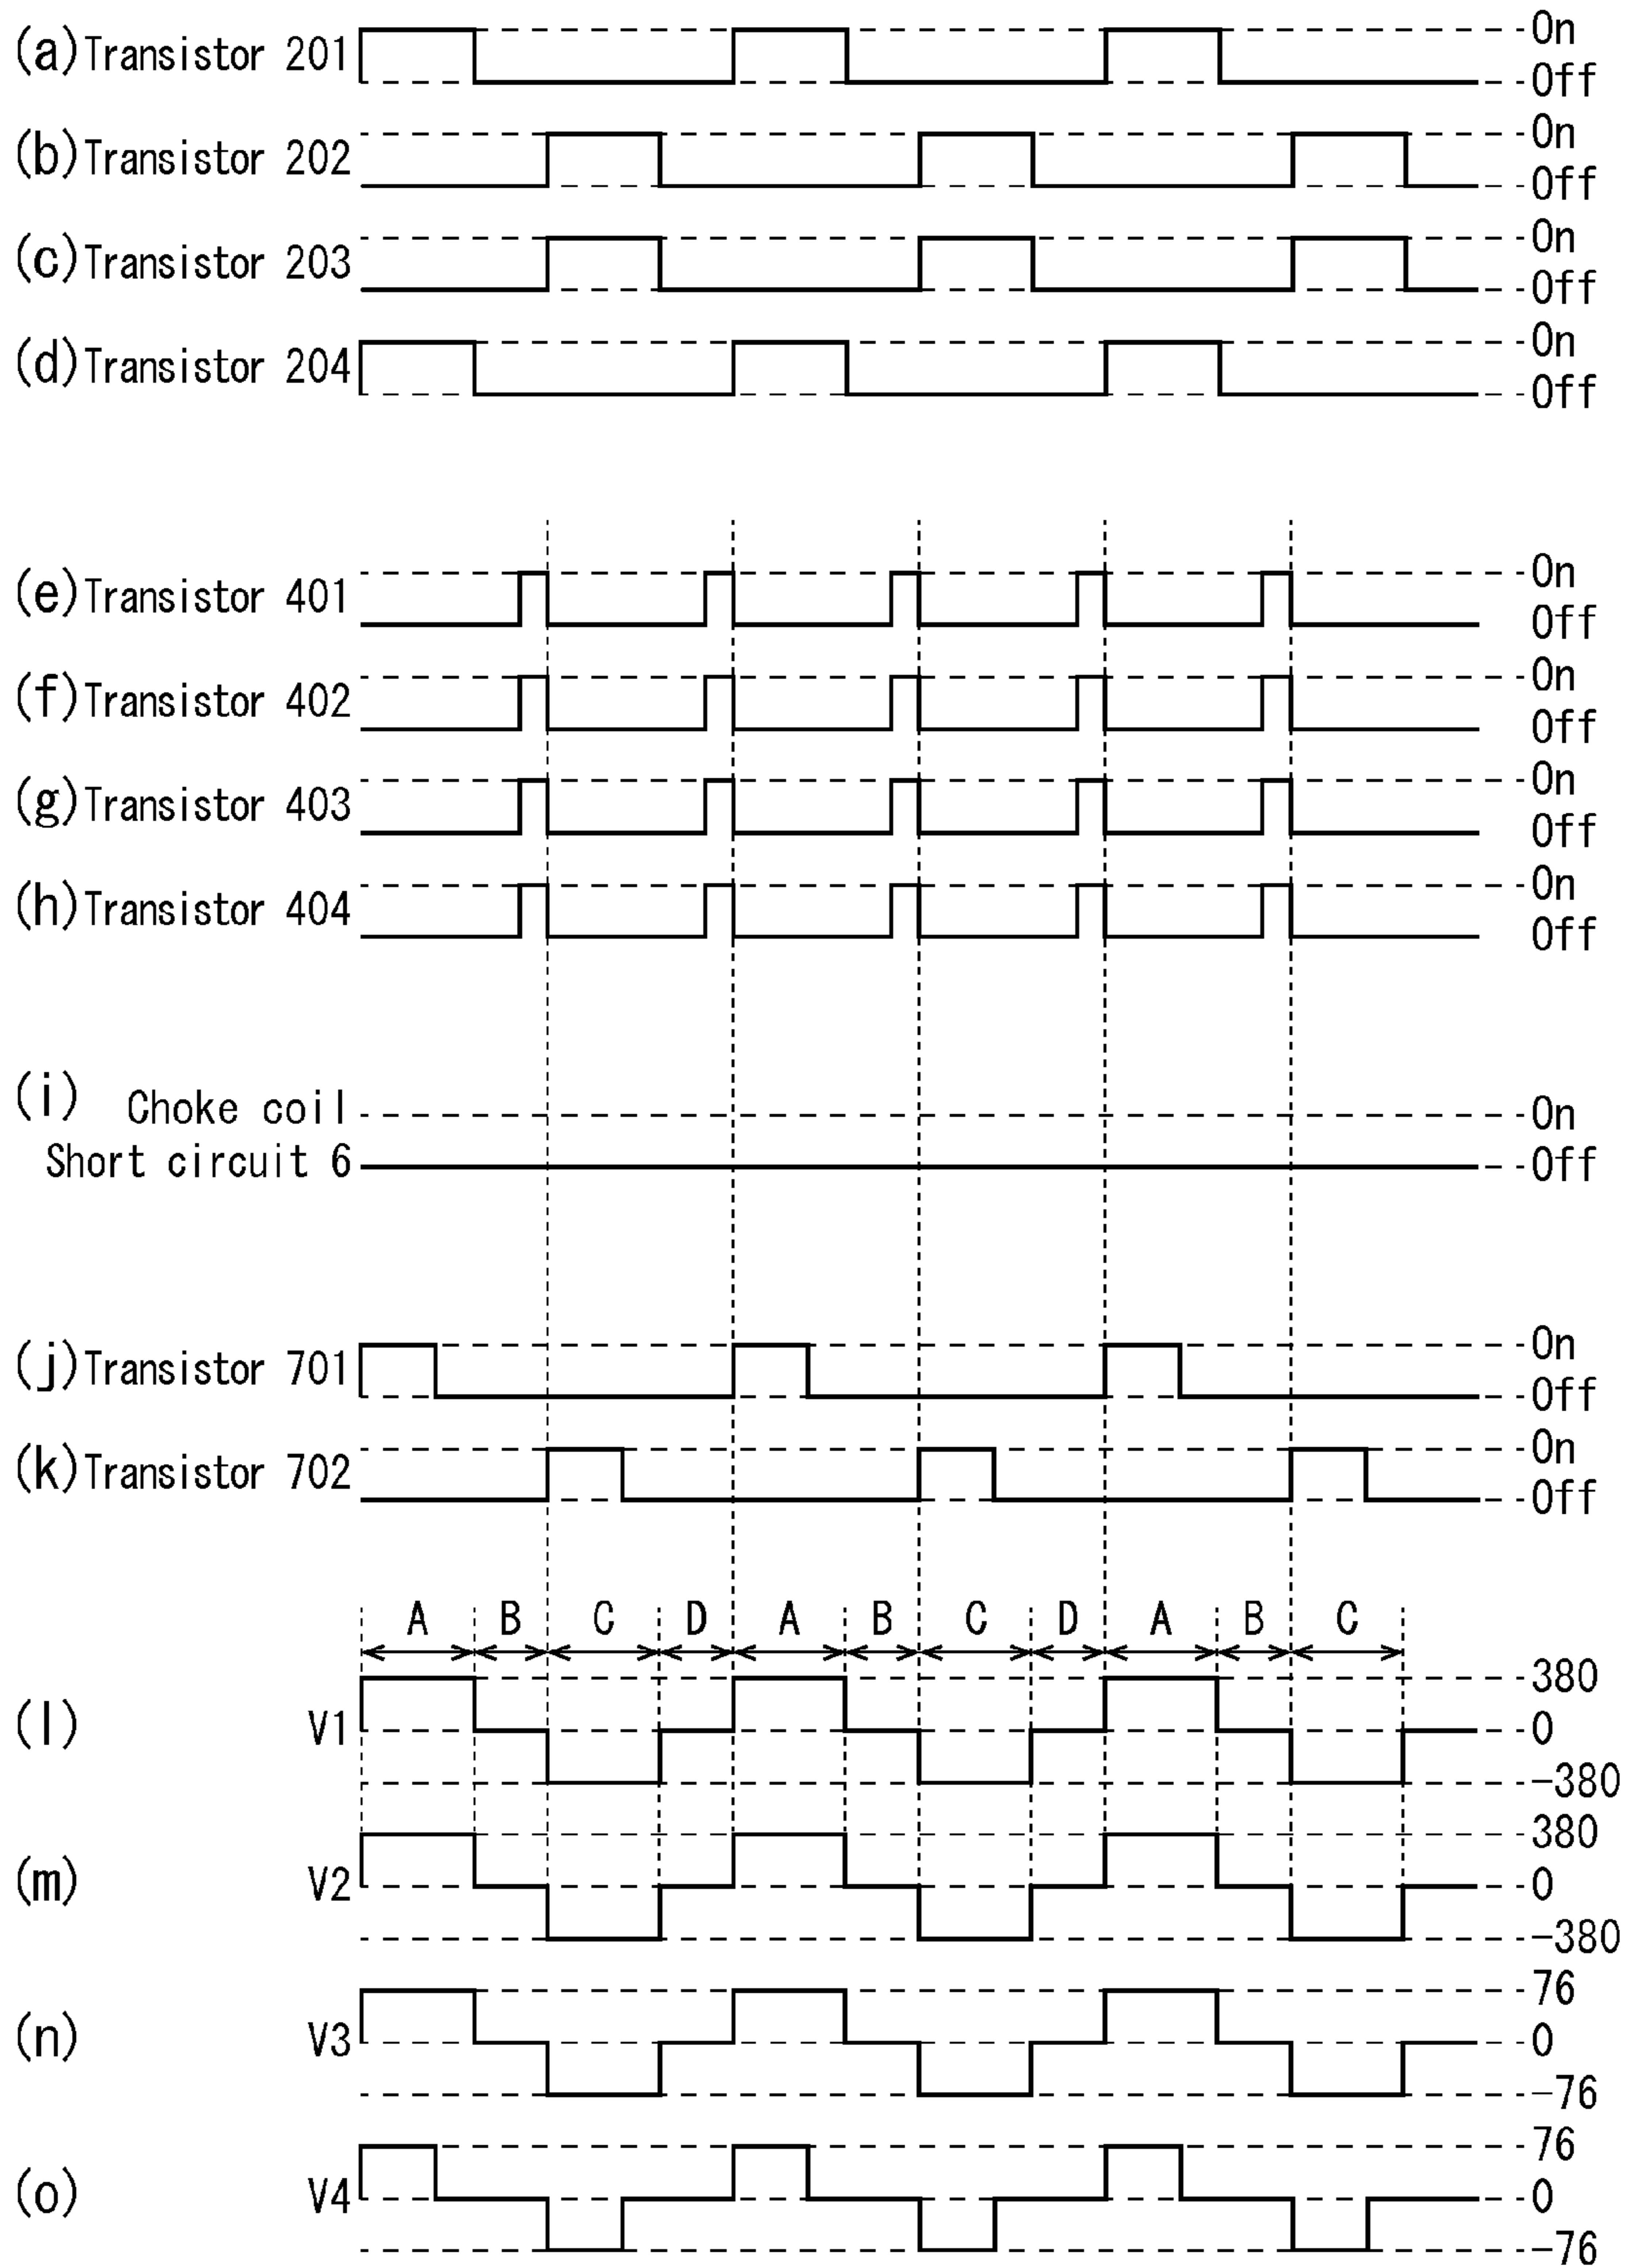 (a) Transistor 201 On
Off
(b) Transistor 202 On
Off
(c) Transistor 203 On
Off
(d) Transistor 204 On
Off
(e) Transistor 401 On
Off
(f) Transistor 402 On
Off
(g) Transistor 403 On
Off
(h) Transistor 404 On
Off
(i) Choke coil On
Short circuit 6 Off
(j) Transistor 701 On
Off
(k) Transistor 702 On
Off
A B C D A B C D A B C
380
(l) V1 0
-380
380
(m) V2 0
-380
76
(n) V3 0
-76
76
(o) V4 0
-76